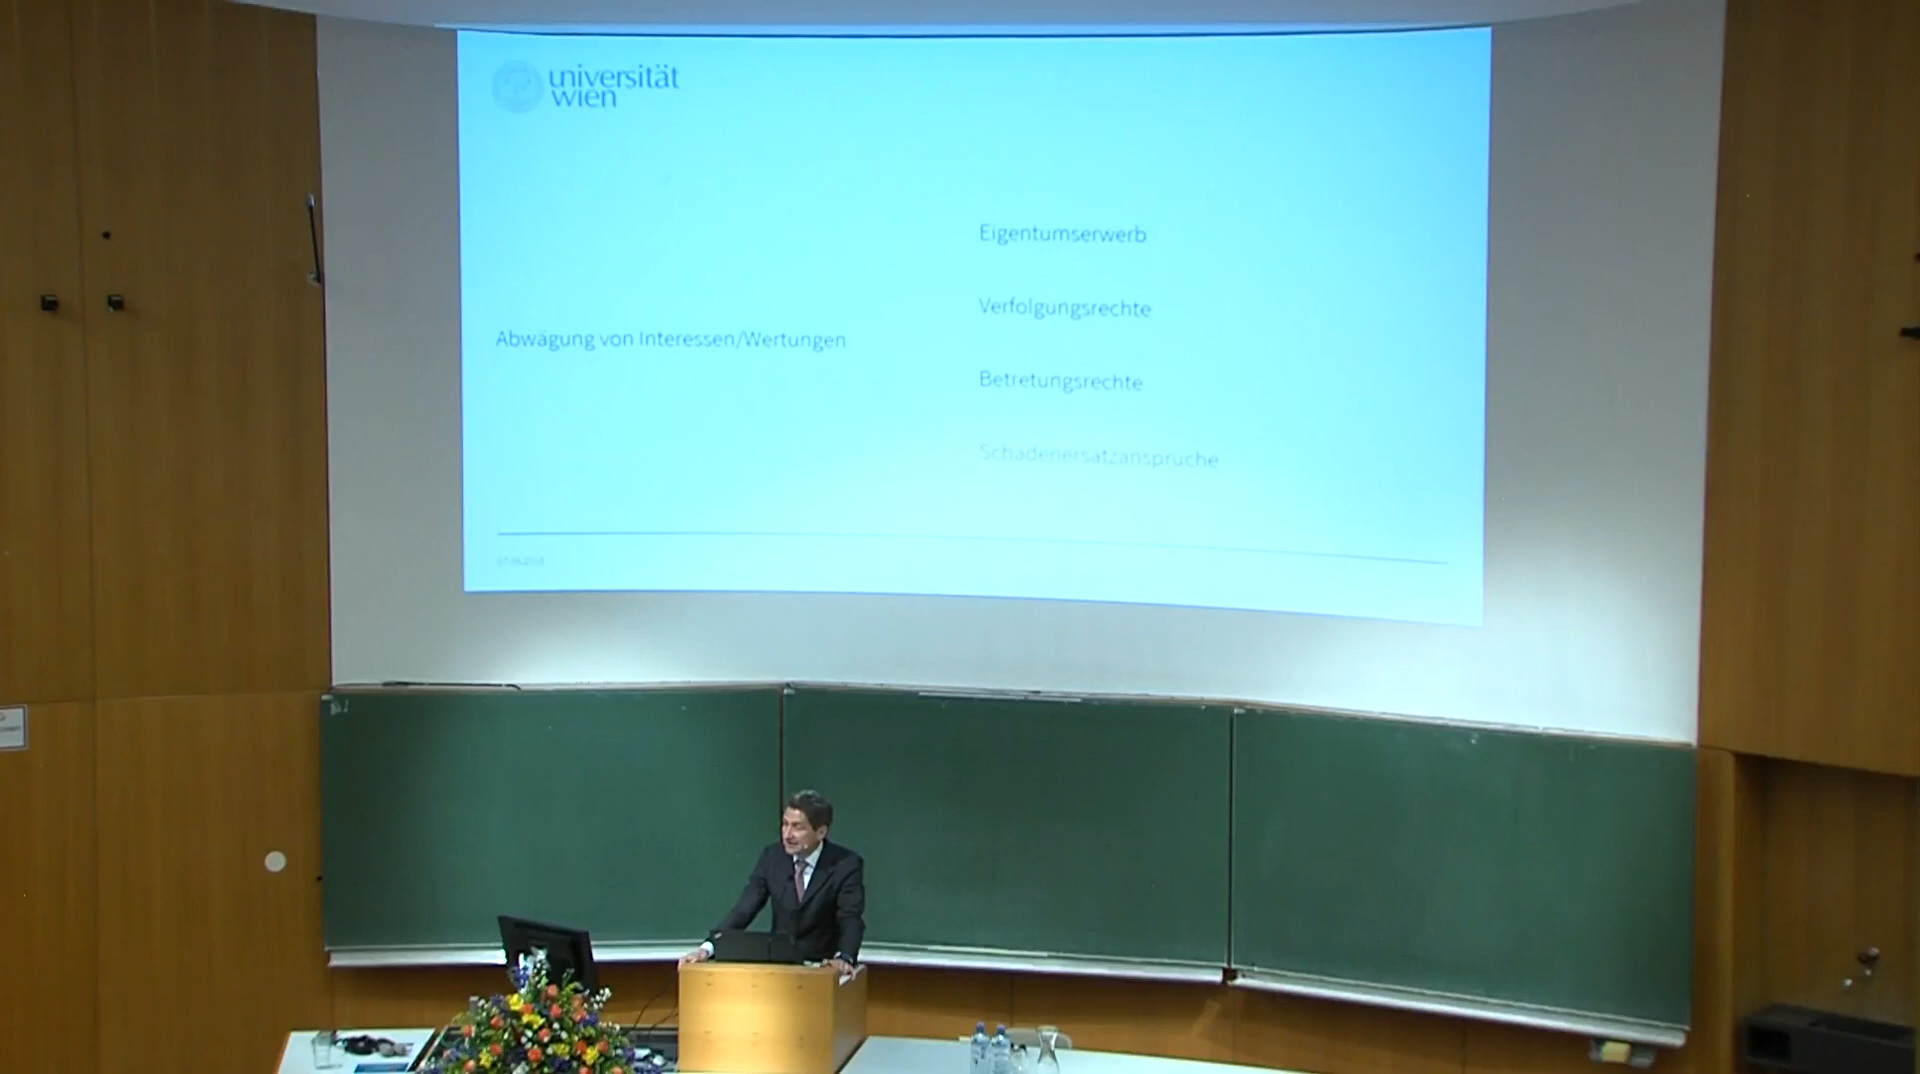 universität
wien
Eigentumserwerb
Verfolgungsrechte
Abwägung von Interessen/Wertungen
Betretungsrechte
Schadenersatzansprüche